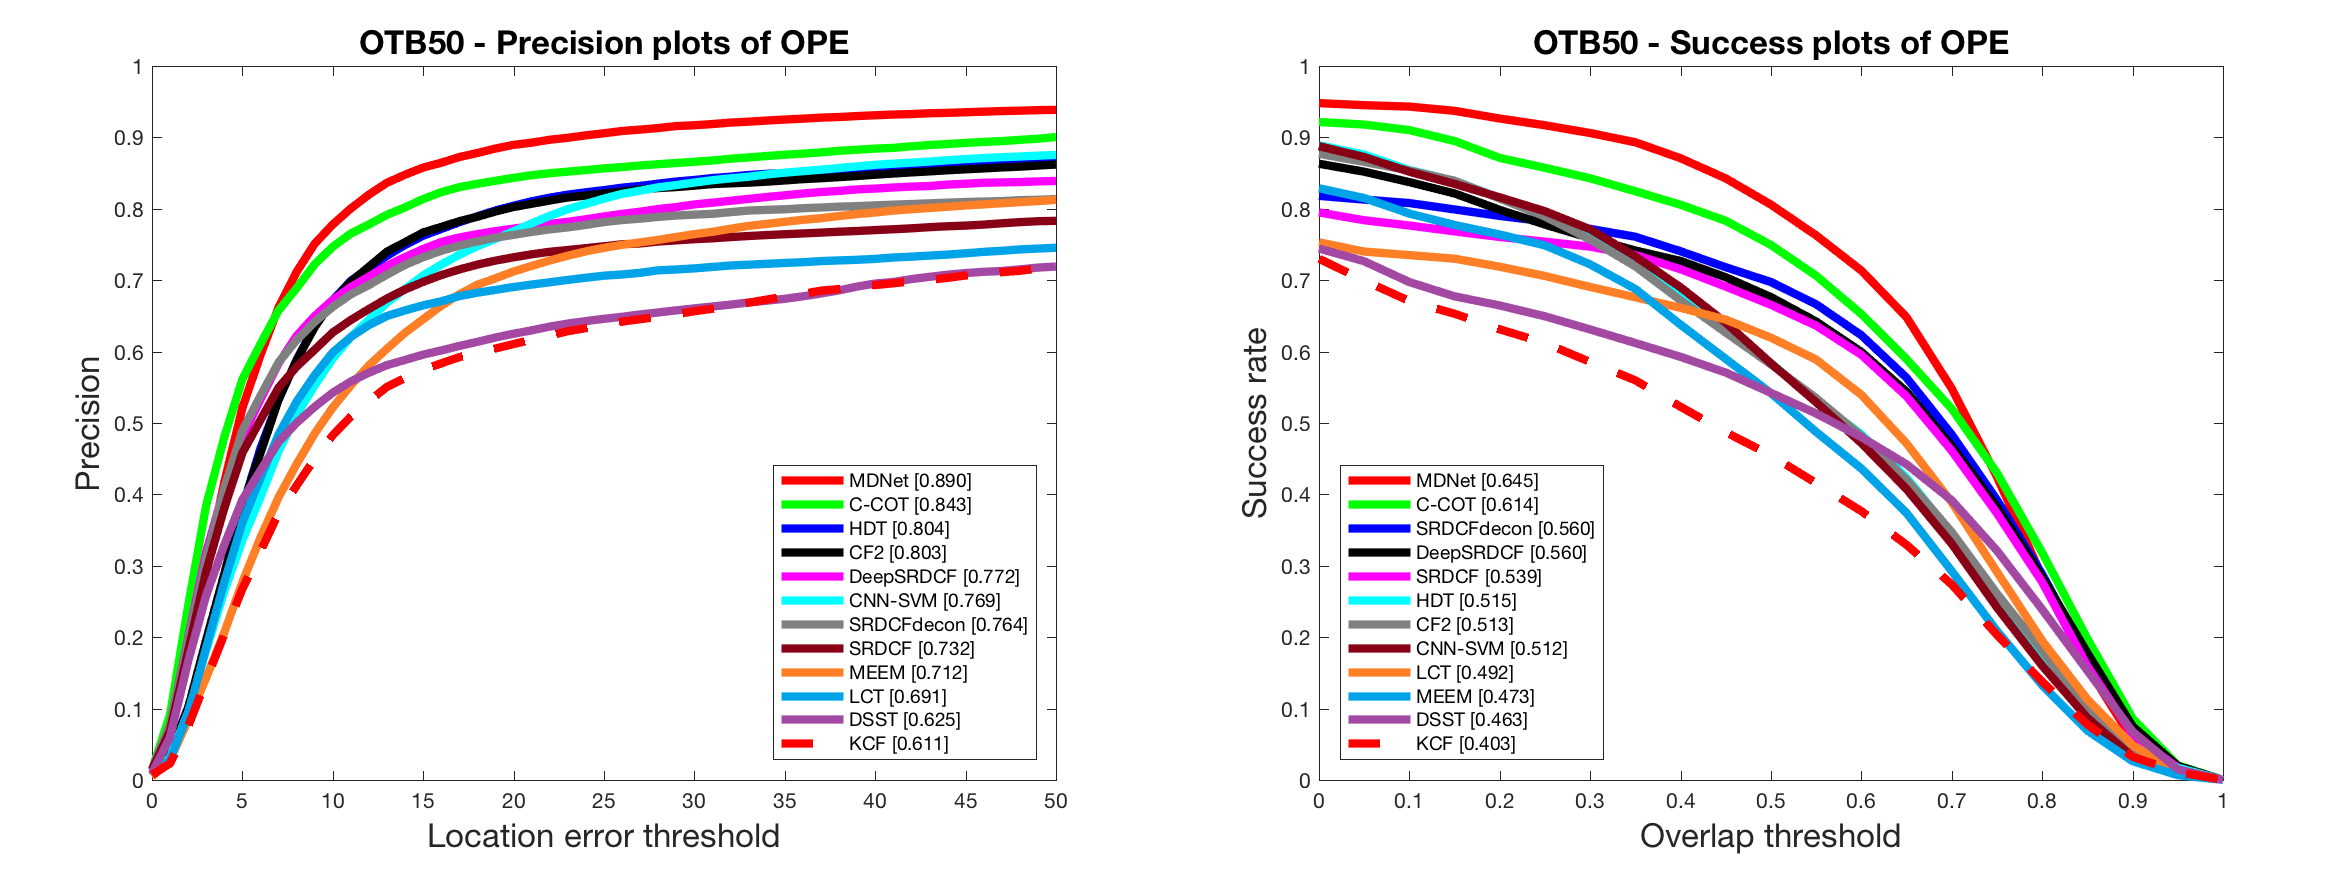 OTB50 - Precision plots of OPE
1
0.9
0.8
0.7
0.6
0.5
0.4
0.3
0.2
0.1
0
Precision
MDNet [0.890]
C-COT [0.843]
HDT [0.804]
CF2 [0.803]
DeepSRDCF [0.772]
CNN-SVM [0.769]
SRDCFdecon [0.764]
SRDCF [0.732]
MEEM [0.712]
LCT [0.691]
DSST [0.625]
KCF [0.611]
0 5 10 15 20 25 30 35 40 45 50
Location error threshold
OTB50 - Success plots of OPE
1
0.9
0.8
0.7
0.6
0.5
0.4
0.3
0.2
0.1
0
Success rate
MDNet [0.645]
C-COT [0.614]
SRDCFdecon [0.560]
DeepSRDCF [0.560]
SRDCF [0.539]
HDT [0.515]
CF2 [0.513]
CNN-SVM [0.512]
LCT [0.492]
MEEM [0.473]
DSST [0.463]
KCF [0.403]
0 0.1 0.2 0.3 0.4 0.5 0.6 0.7 0.8 0.9 1
Overlap threshold